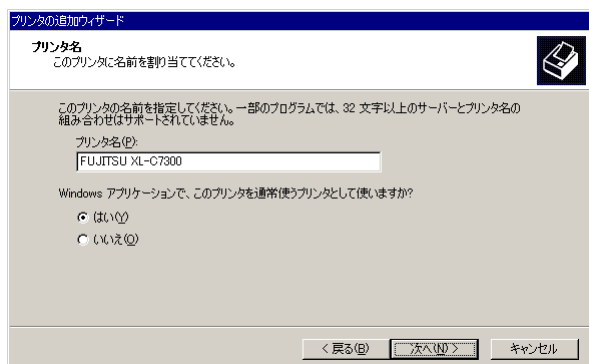 プリンタの追加ウィザード
プリンタ名
このプリンタに名前を割り当ててください。
このプリンタの名前を指定してください。一部のプログラムでは、32 文字以上のサーバーとプリンタ名の
組み合わせはサポートされていません。
プリンタ名(P):
FUJITSU XL-C7300
Windows アプリケーションで、このプリンタを通常使うプリンタとして使いますか?
はい(Y)
いいえ(O)
< 戻る(B)
次へ(N) >
キャンセル